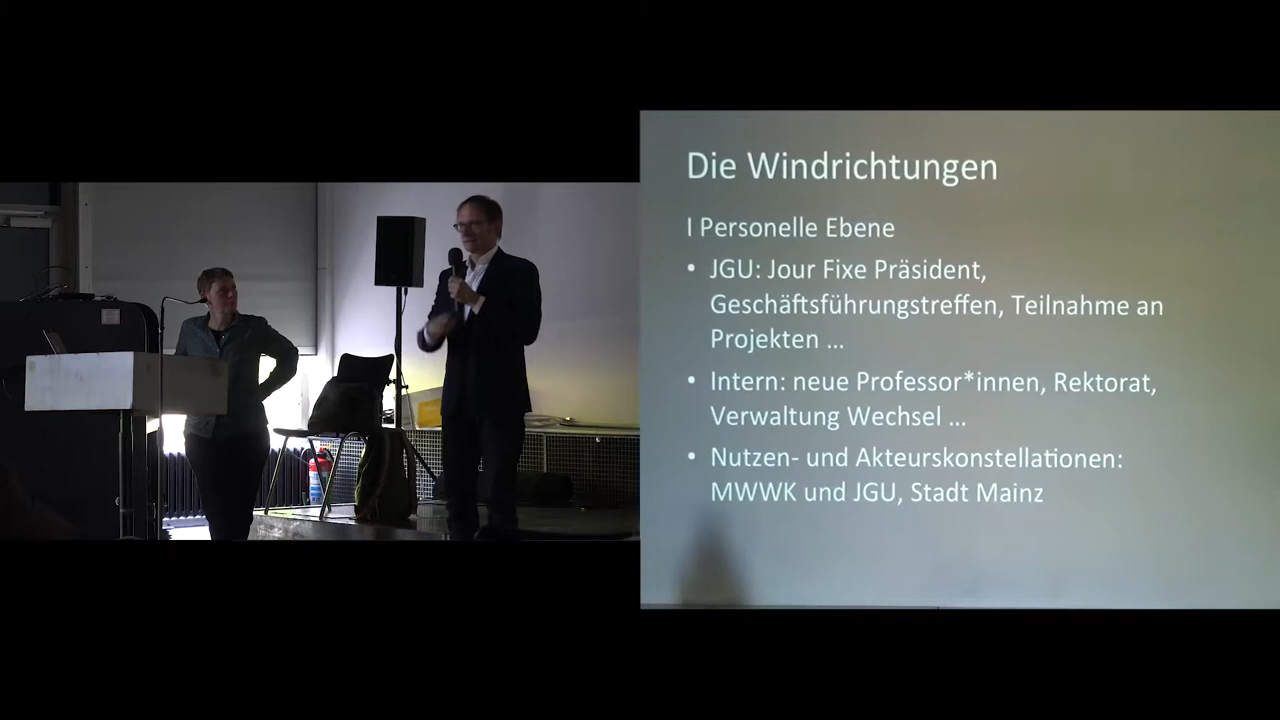 Die Windrichtungen
I Personelle Ebene
• JGU: Jour Fixe Präsident,
Geschäftsführungstreffen, Teilnahme an
Projekten ...
• Intern: neue Professor*innen, Rektorat,
Verwaltung Wechsel ...
• Nutzen- und Akteurskonstellationen:
MWWK und JGU, Stadt Mainz